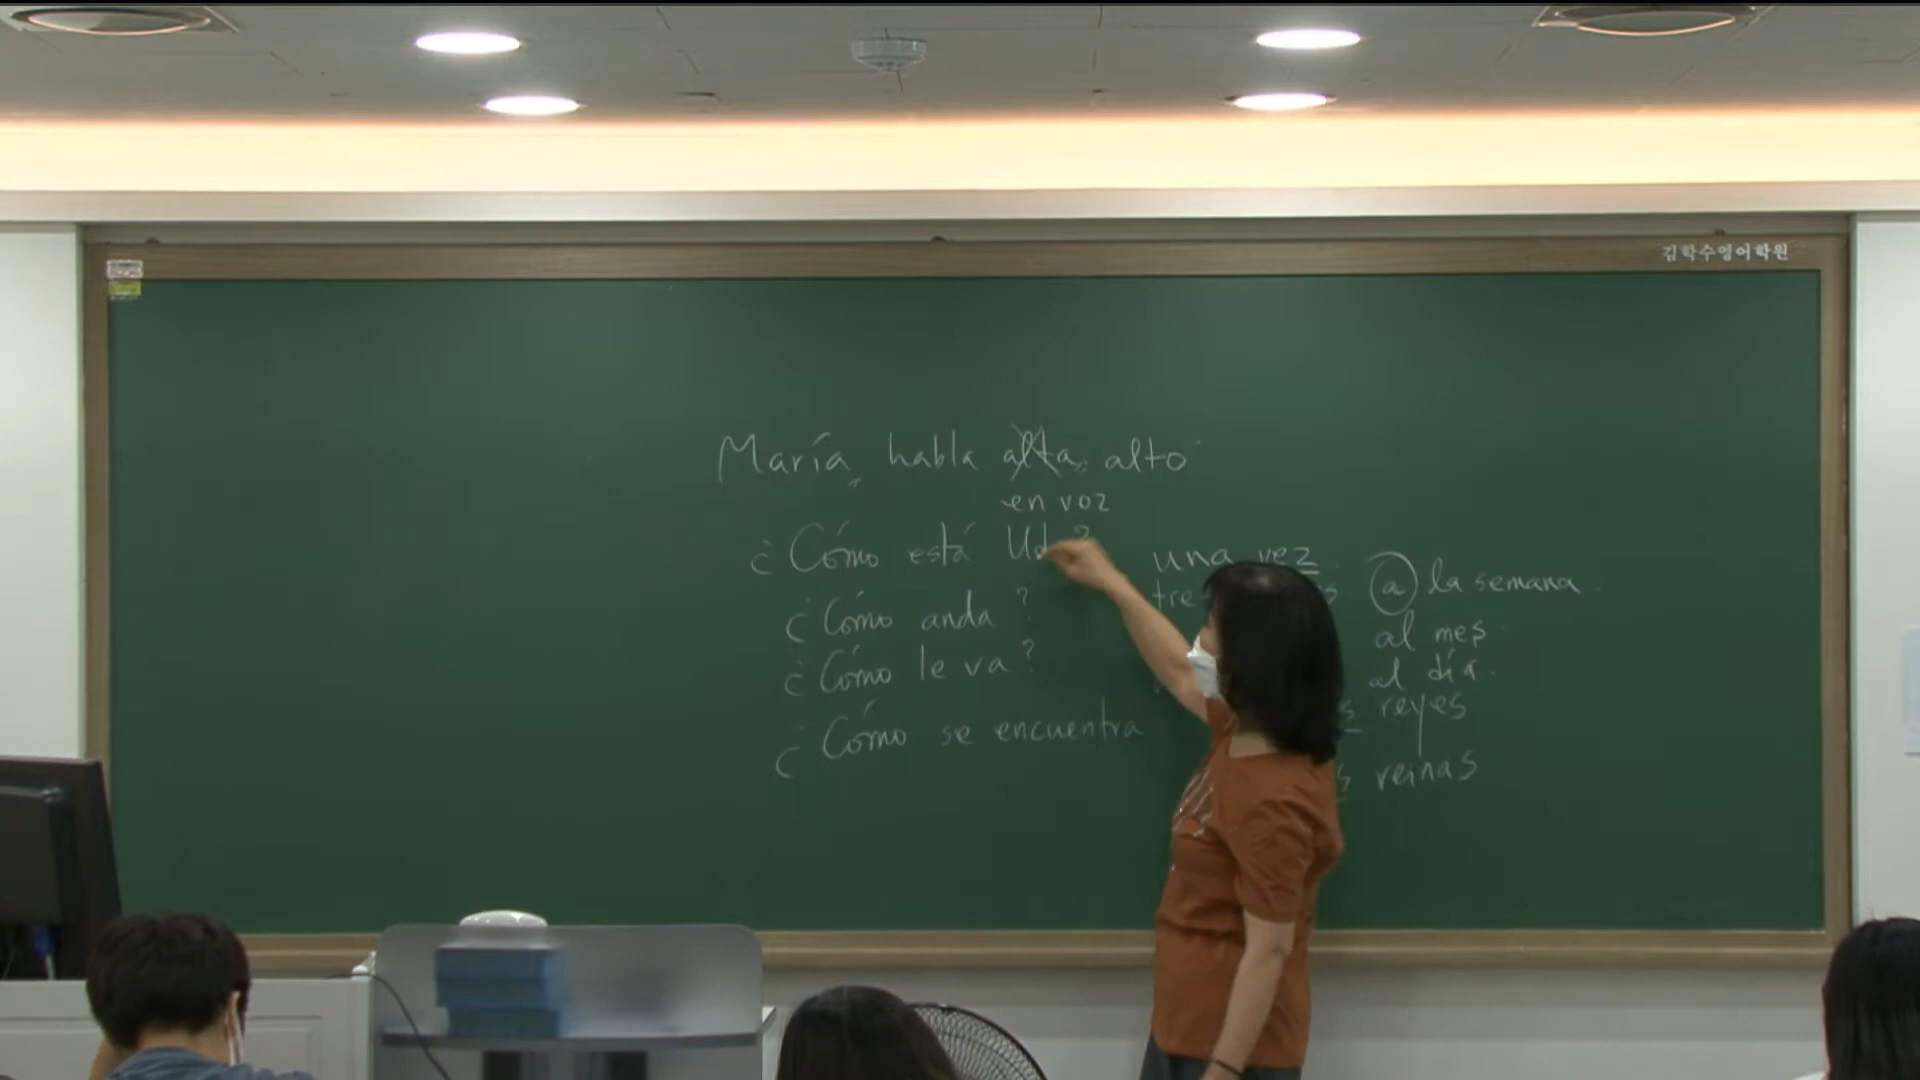 김학수영어학원
María, habla alta, alto
en voz
¿Cómo está Ud?
¿Cómo anda?
¿Cómo le va?
¿Cómo se encuentra
una vez
a la semana.
al mes.
al día.
reyes
reinas